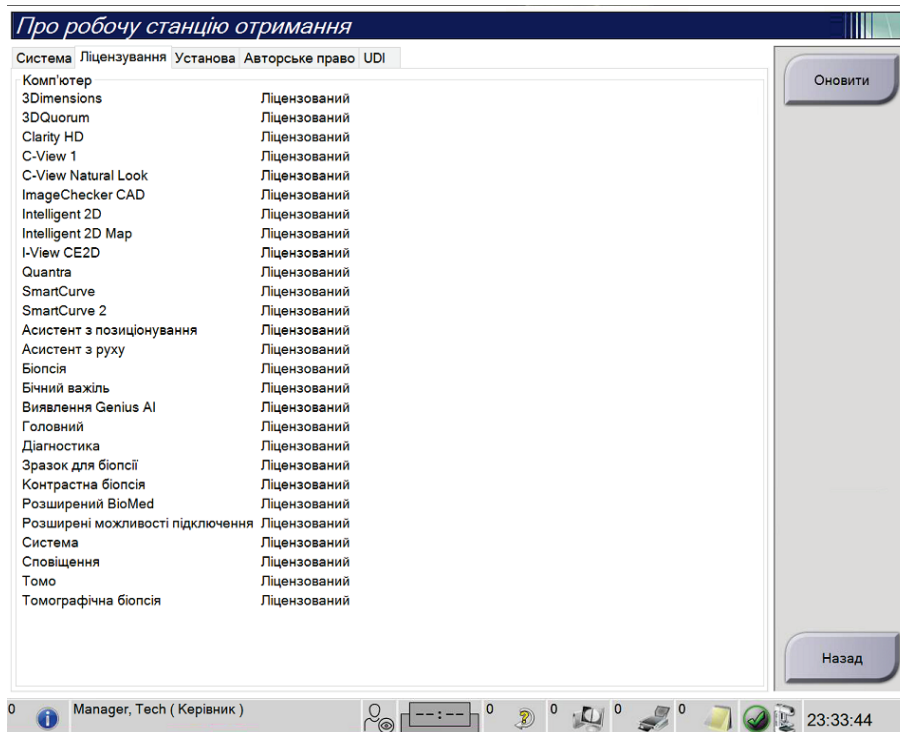 Про робочу станцію отримання
Система Ліцензування Установа Авторське право UDI
Комп'ютер
3Dimensions Ліцензований
3DQuorum Ліцензований
Clarity HD Ліцензований
C-View 1 Ліцензований
C-View Natural Look Ліцензований
ImageChecker CAD Ліцензований
Intelligent 2D Ліцензований
Intelligent 2D Map Ліцензований
I-View CE2D Ліцензований
Quantra Ліцензований
SmartCurve Ліцензований
SmartCurve 2 Ліцензований
Асистент з позиціонування Ліцензований
Асистент з руху Ліцензований
Біопсія Ліцензований
Бічний важіль Ліцензований
Виявлення Genius AI Ліцензований
Головний Ліцензований
Діагностика Ліцензований
Зразок для біопсії Ліцензований
Контрастна біопсія Ліцензований
Розширений BioMed Ліцензований
Розширені можливості підключення Ліцензований
Система Ліцензований
Сповіщення Ліцензований
Томо Ліцензований
Томографічна біопсія Ліцензований
Оновити
Назад
0 Manager, Tech ( Керівник ) --:-- 0 0 0 0 23:33:44